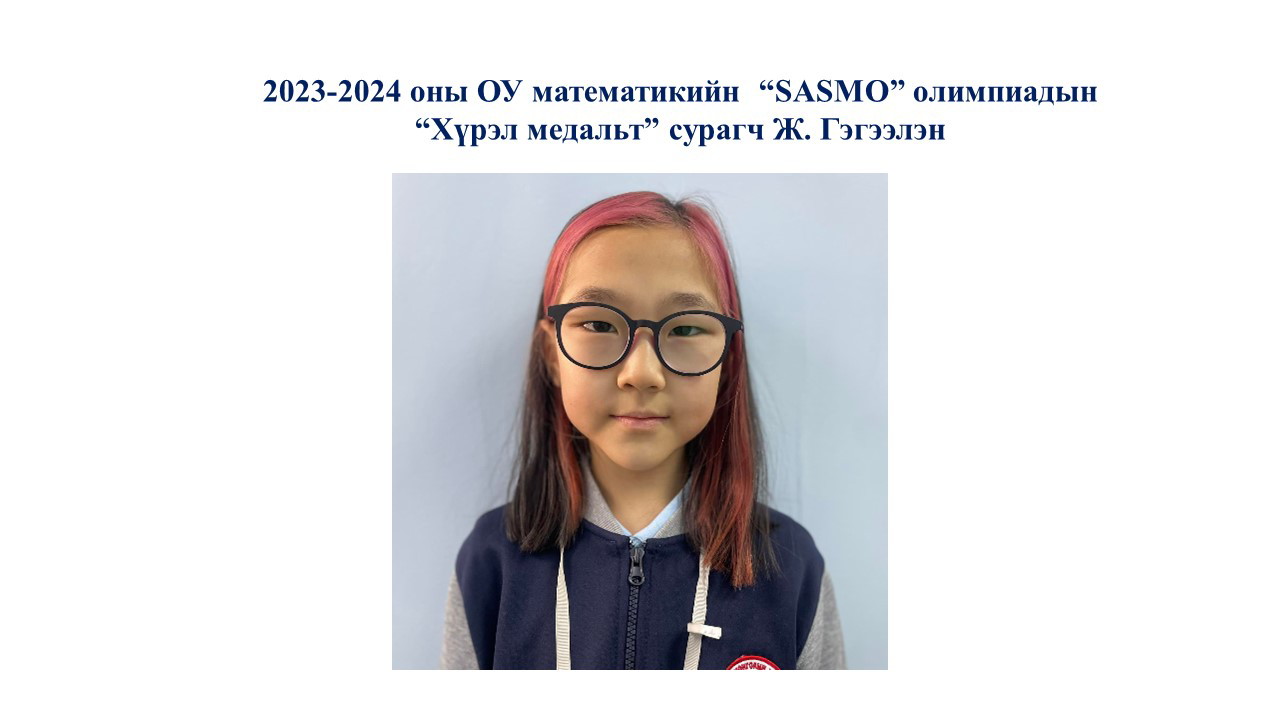 2023-2024 оны ОУ математикийн “SASMO” олимпиадын
“Хүрэл медальт” сурагч Ж. Гэгээлэн